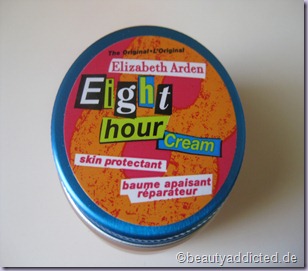 The Original•L'Original
Elizabeth Arden
Eight
hour
Cream
skin protectant
baume apaisant
réparateur
©beautyaddicted.de